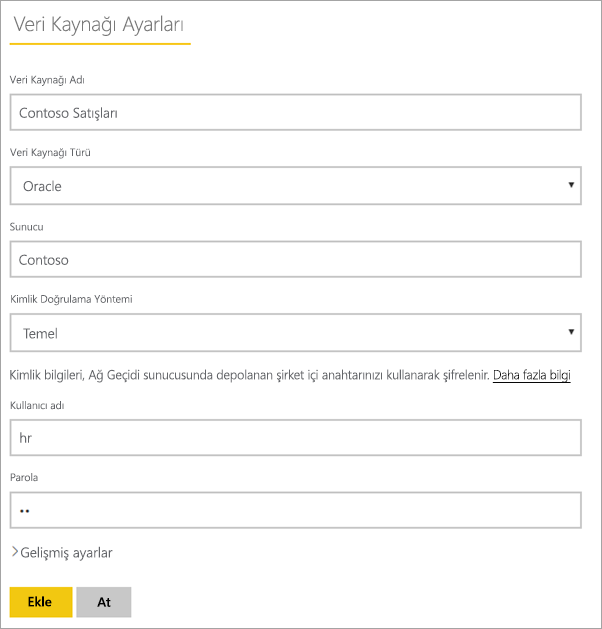 Veri Kaynağı Ayarları
Veri Kaynağı Adı
Contoso Satışları
Veri Kaynağı Türü
Oracle
Sunucu
Contoso
Kimlik Doğrulama Yöntemi
Temel
Kimlik bilgileri, Ağ Geçidi sunucusunda depolanan şirket içi anahtarınızı kullanarak şifrelenir. Daha fazla bilgi
Kullanıcı adı
hr
Parola
••
Gelişmiş ayarlar
Ekle At